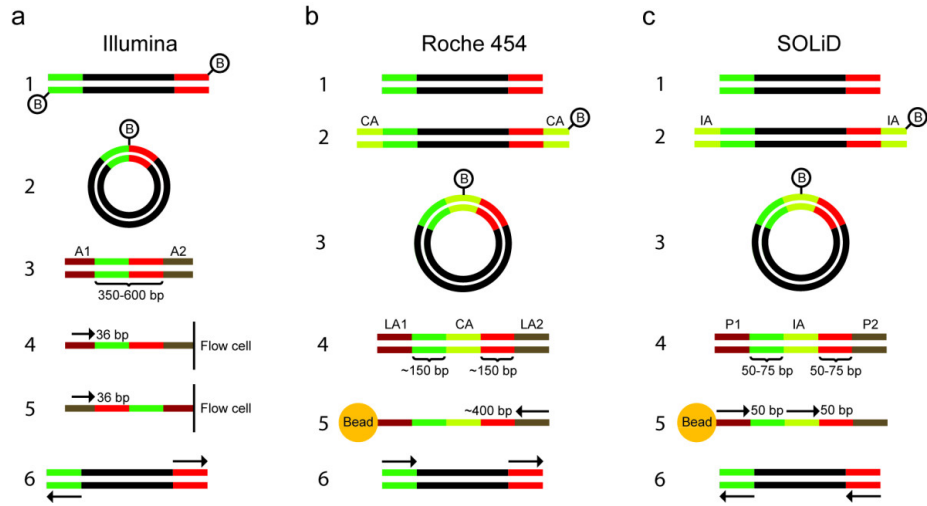 a
Illumina
1
B
B
2
B
3
A1
A2
350-600 bp
4
36 bp
Flow cell
5
36 bp
Flow cell
6
b
Roche 454
1
2
CA
CA
B
3
B
4
LA1
CA
LA2
~150 bp
~150 bp
5
Bead
~400 bp
6
c
SOLiD
1
2
IA
IA
B
3
B
4
P1
IA
P2
50-75 bp
50-75 bp
5
Bead
50 bp
50 bp
6